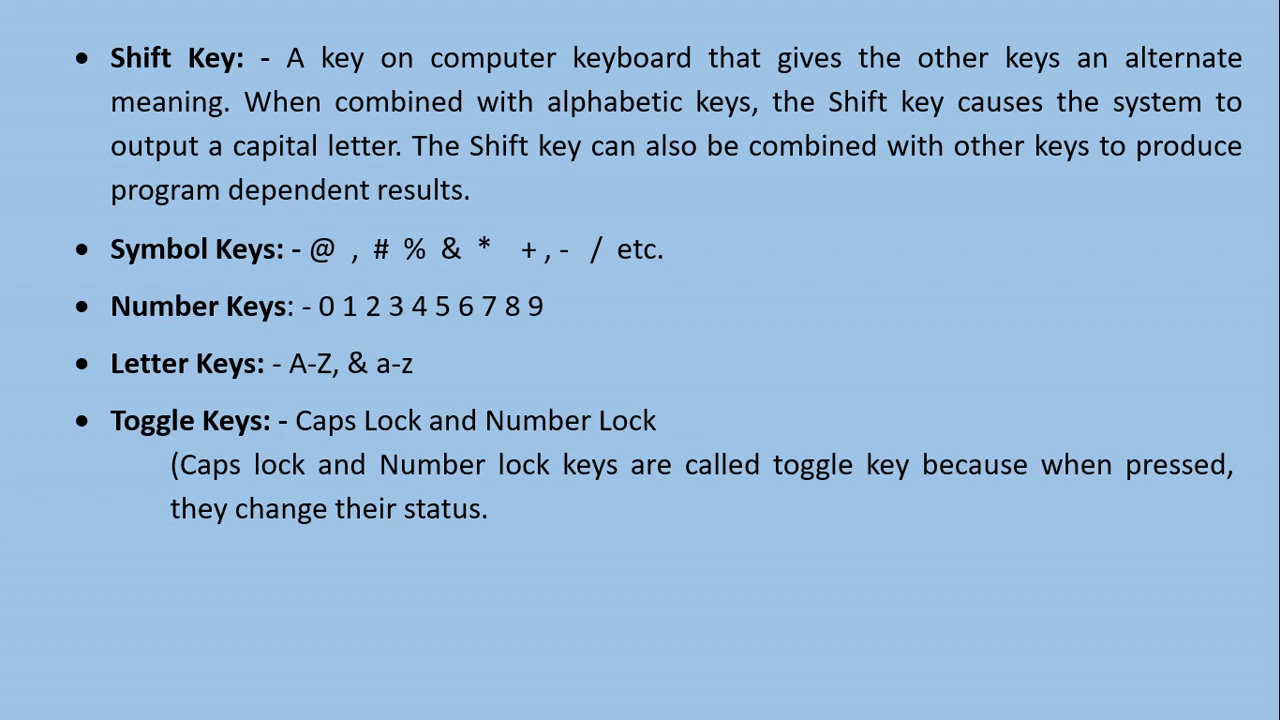 • Shift Key: - A key on computer keyboard that gives the other keys an alternate
meaning. When combined with alphabetic keys, the Shift key causes the system to
output a capital letter. The Shift key can also be combined with other keys to produce
program dependent results.
• Symbol Keys: - @ , # % & * + , - / etc.
• Number Keys: - 0 1 2 3 4 5 6 7 8 9
• Letter Keys: - A-Z, & a-z
• Toggle Keys: - Caps Lock and Number Lock
(Caps lock and Number lock keys are called toggle key because when pressed,
they change their status.